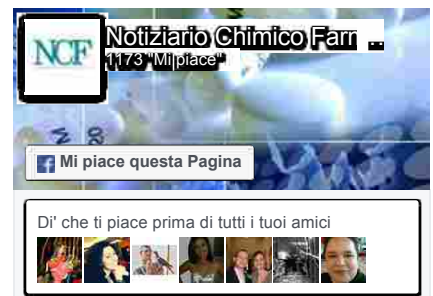 NCF
Notiziario Chimico Farr ...
1173 "Mi piace"
Mi piace questa Pagina
Di' che ti piace prima di tutti i tuoi amici